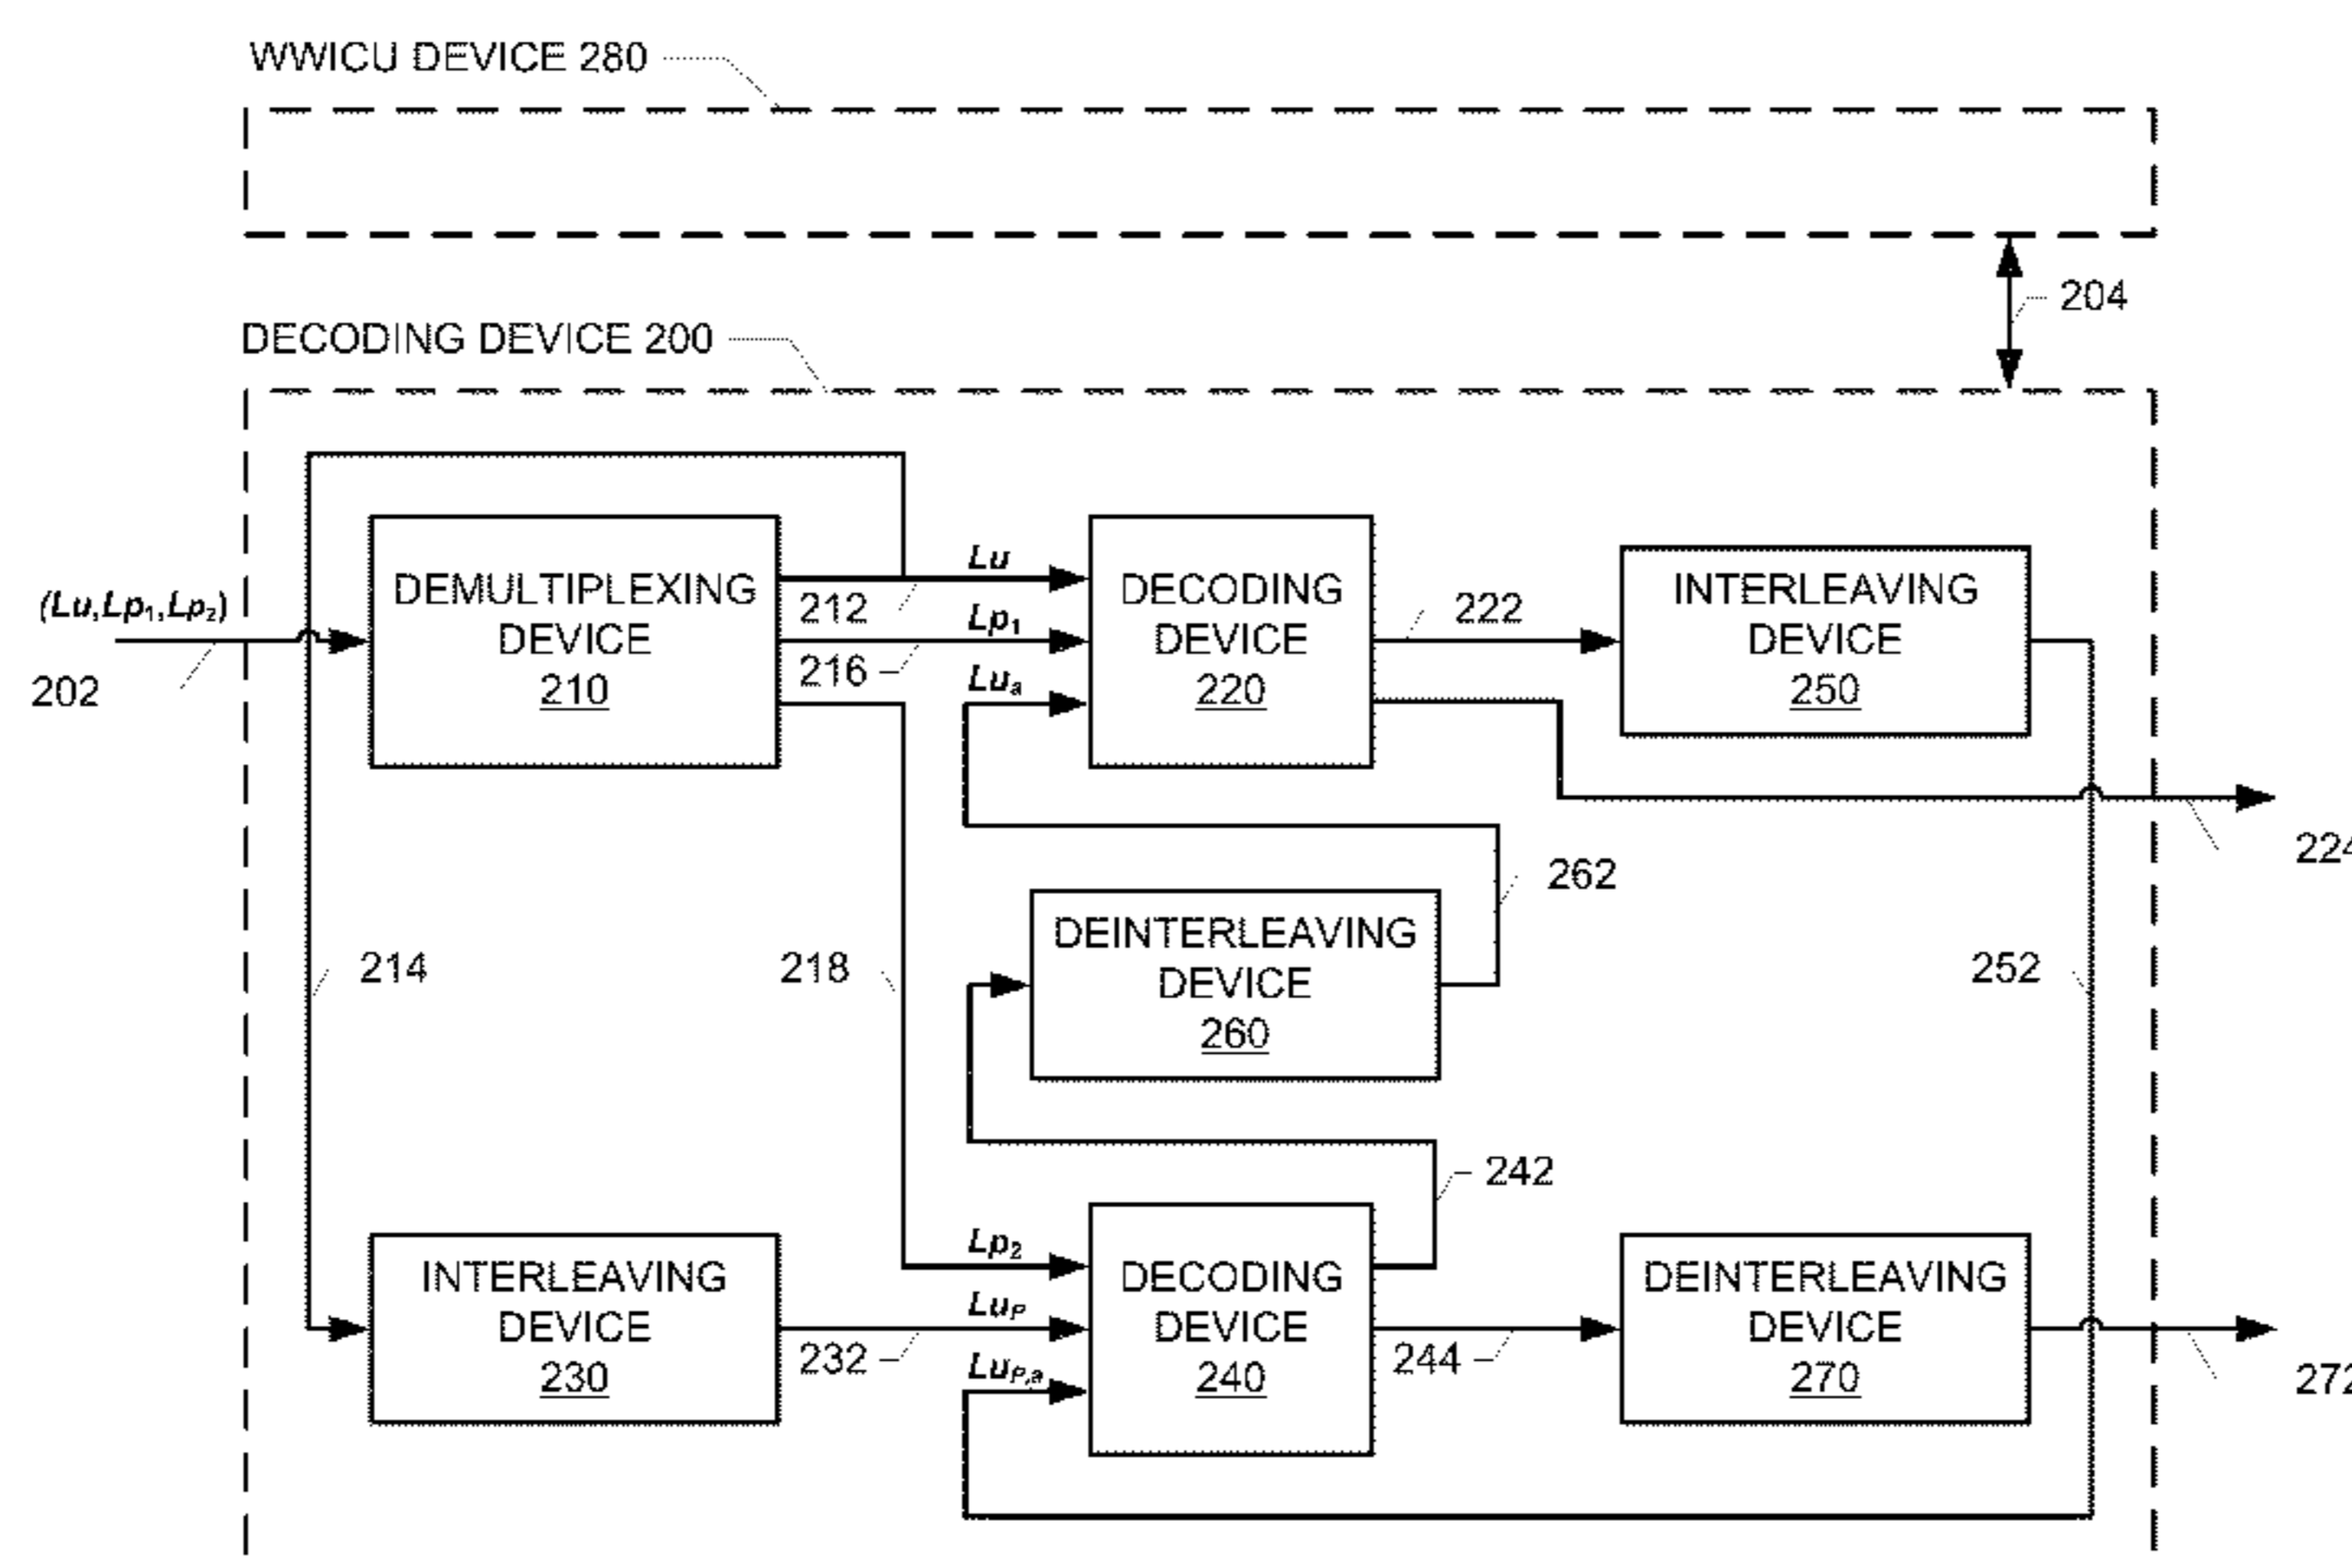 WWICU DEVICE 280
204
DECODING DEVICE 200
(Lu,Lp1,Lp2)
202
DEMULTIPLEXING
DEVICE
210
212
216
Lu
Lp1
Lua
DECODING
DEVICE
220
222
INTERLEAVING
DEVICE
250
224
262
214
218
DEINTERLEAVING
DEVICE
260
252
242
INTERLEAVING
DEVICE
230
232
Lp2
LuP
LuP,a
DECODING
DEVICE
240
244
DEINTERLEAVING
DEVICE
270
272